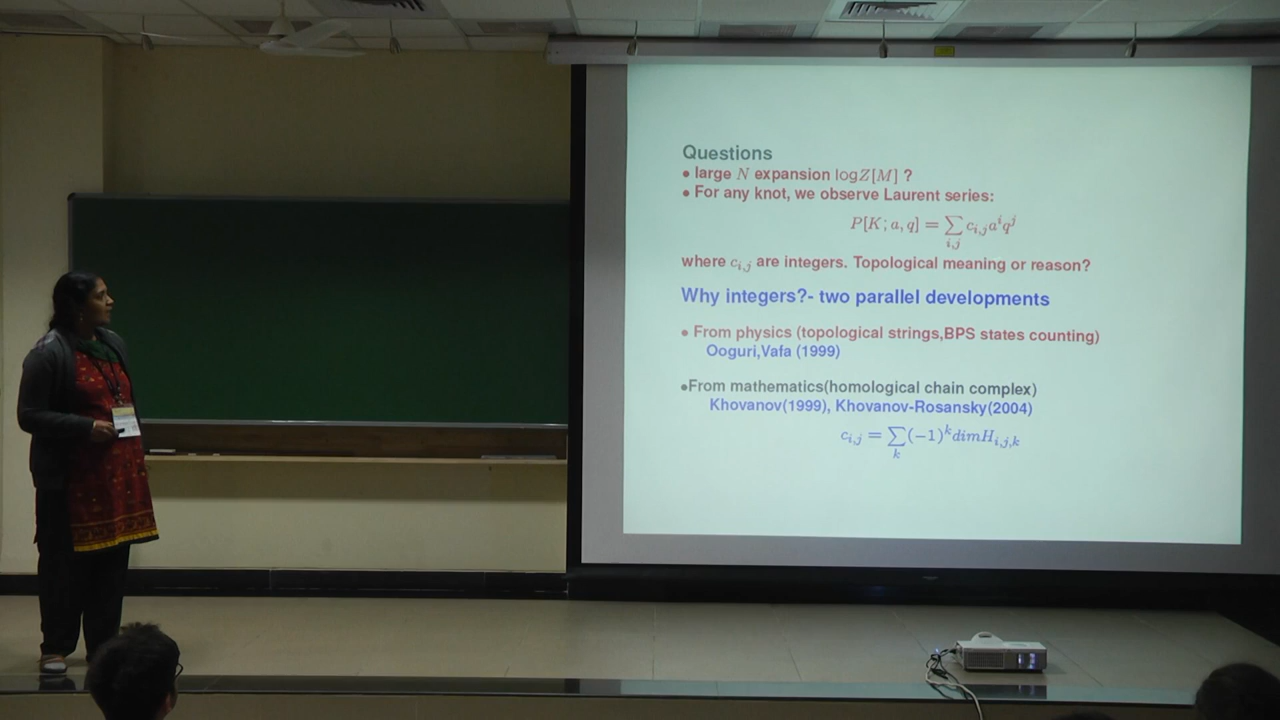 Questions
• large N expansion log Z[M] ?
• For any knot, we observe Laurent series:
P[K; a, q] = ∑_{i,j} c_{i,j} a^i q^j
where c_{i,j} are integers. Topological meaning or reason?
Why integers?- two parallel developments
• From physics (topological strings,BPS states counting)
Ooguri,Vafa (1999)
•From mathematics(homological chain complex)
Khovanov(1999), Khovanov-Rosansky(2004)
c_{i,j} = ∑_k (−1)^k dimH_{i,j,k}